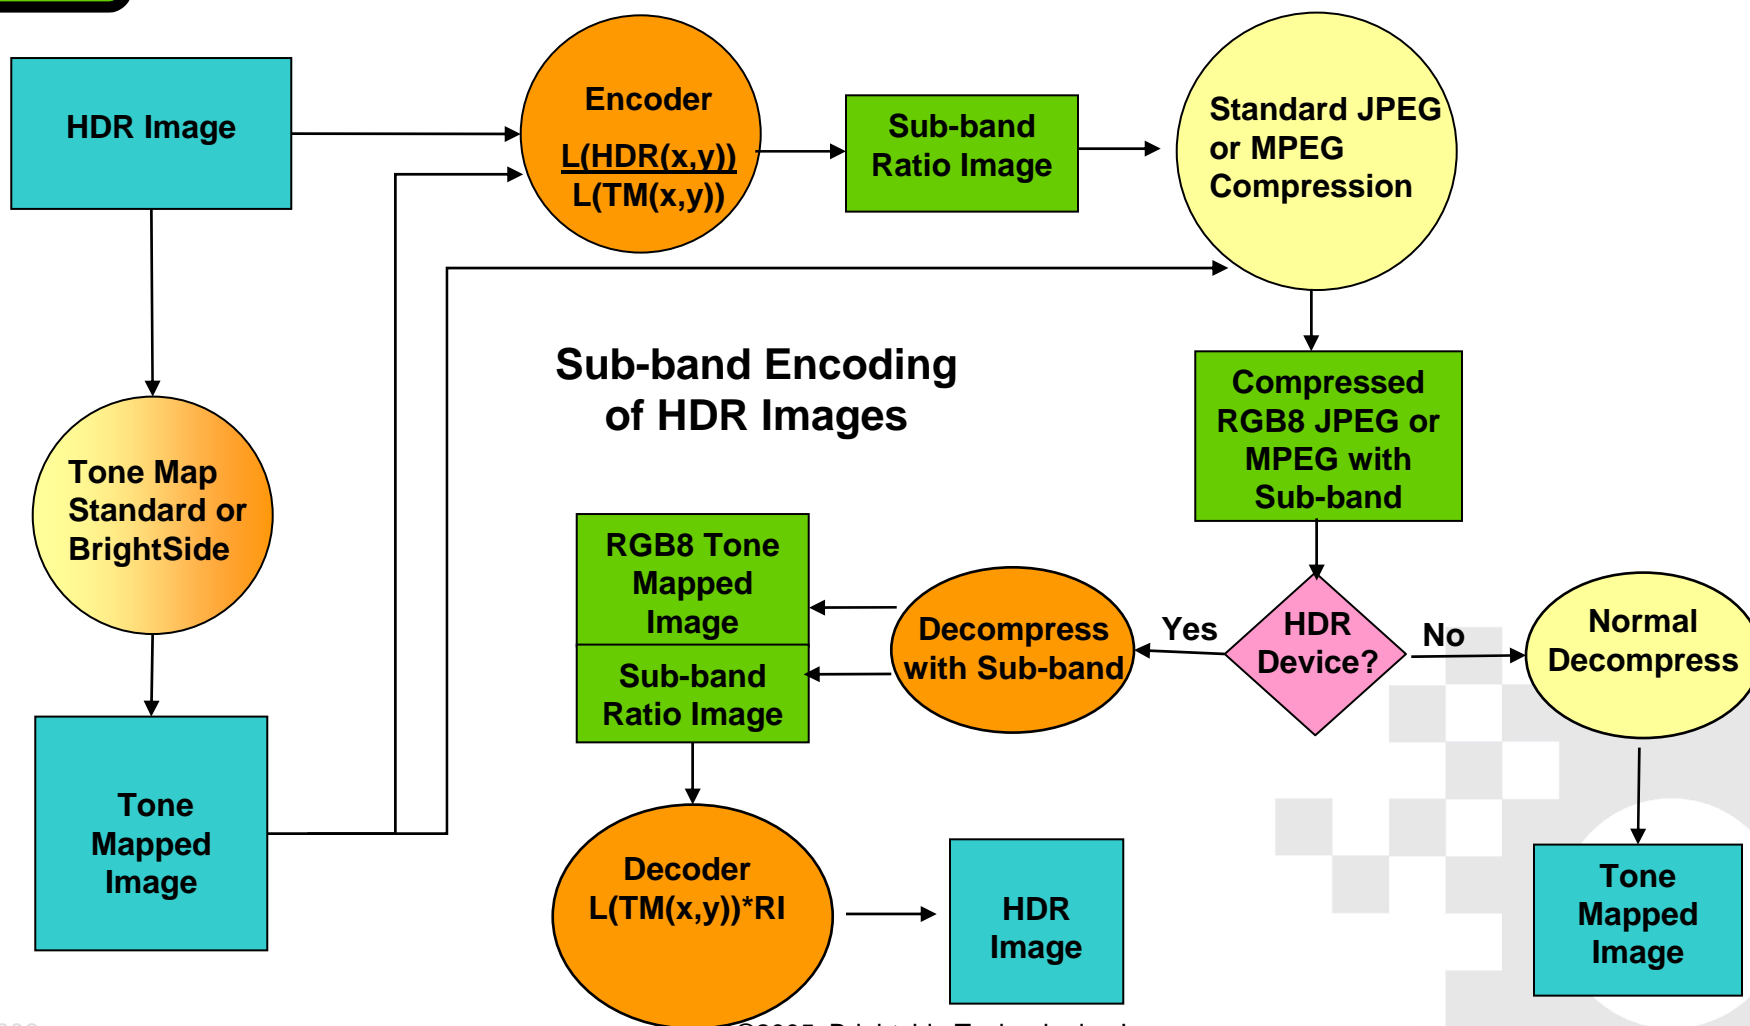 HDR Image
Encoder
L(HDR(x,y))
L(TM(x,y))
Sub-band
Ratio Image
Standard JPEG
or MPEG
Compression
Sub-band Encoding
of HDR Images
Compressed
RGB8 JPEG or
MPEG with
Sub-band
Tone Map
Standard or
BrightSide
RGB8 Tone
Mapped
Image
Sub-band
Ratio Image
Decompress
with Sub-band
Yes
HDR
Device?
No
Normal
Decompress
Tone
Mapped
Image
Decoder
L(TM(x,y))*RI
HDR
Image
Tone
Mapped
Image